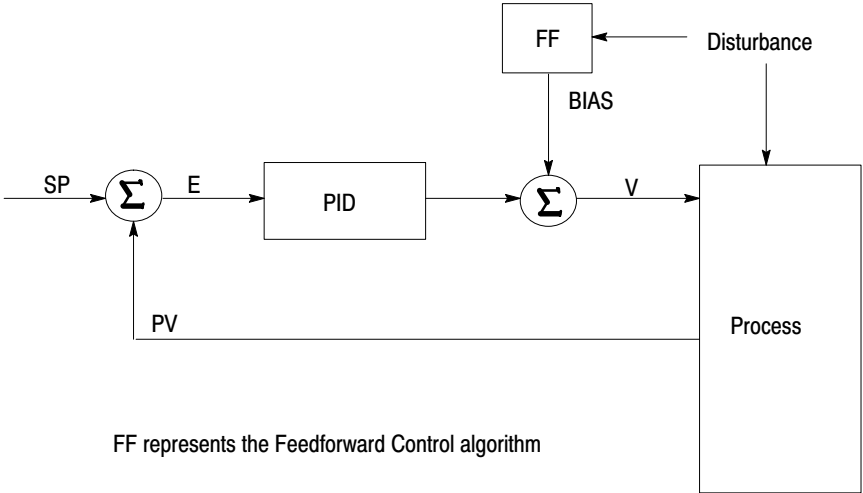 FF
Disturbance
BIAS
SP
Σ
E
PID
Σ
V
PV
Process
FF represents the Feedforward Control algorithm